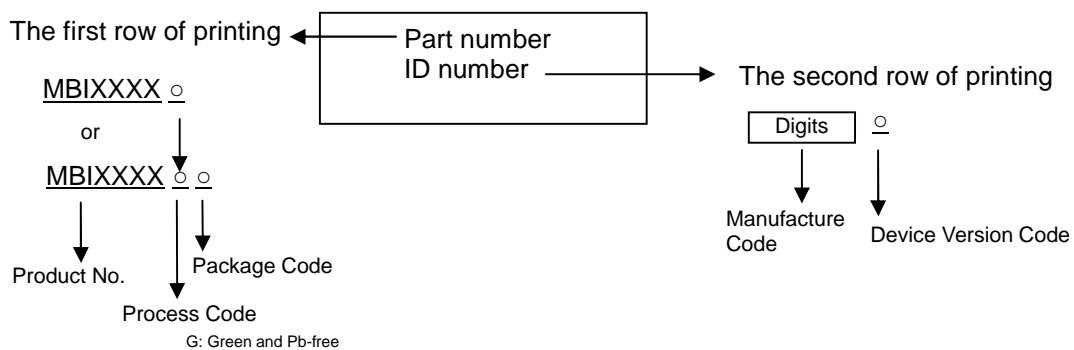 The first row of printing
Part number
ID number
The second row of printing
MBIXXXX ○
or
MBIXXXX ○ ○
Digits ○
Product No.
Package Code
Process Code
G: Green and Pb-free
Manufacture
Code
Device Version Code